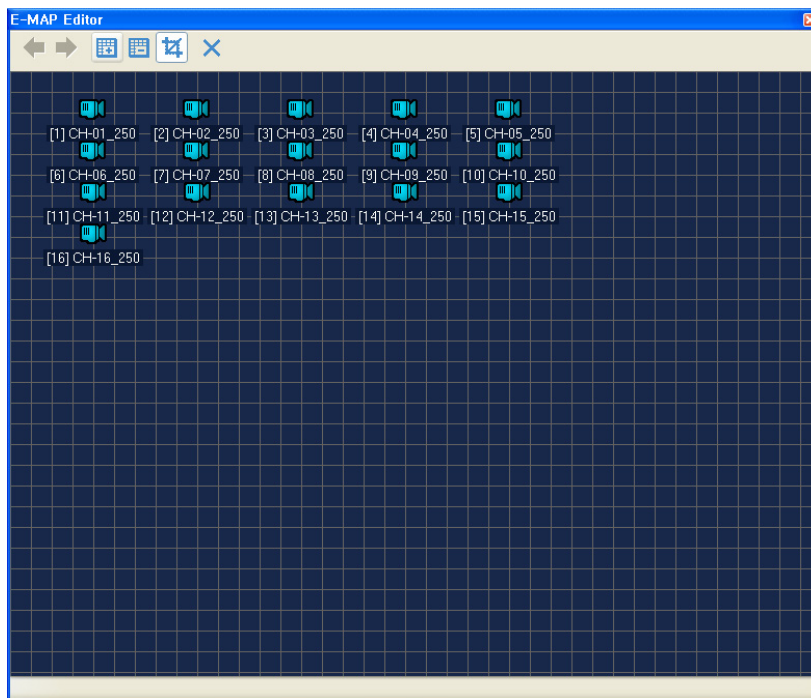 E-MAP Editor
[1] CH-01_250 [2] CH-02_250 [3] CH-03_250 [4] CH-04_250 [5] CH-05_250
[6] CH-06_250 [7] CH-07_250 [8] CH-08_250 [9] CH-09_250 [10] CH-10_250
[11] CH-11_250 [12] CH-12_250 [13] CH-13_250 [14] CH-14_250 [15] CH-15_250
[16] CH-16_250